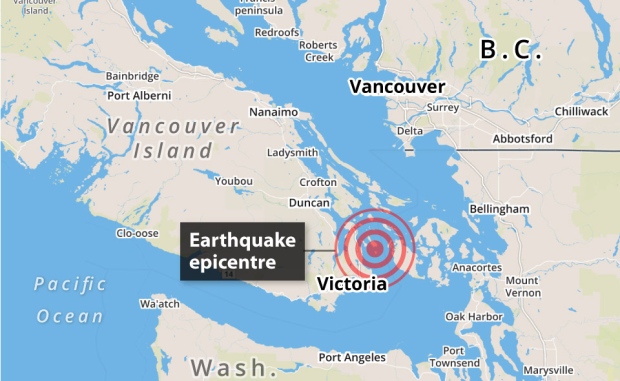 Vancouver
Island
Francis
peninsula
Redroofs
Roberts
Creek
B.C.
Bainbridge
Port Alberni
Vancouver
Surrey
Nanaimo
Chilliwack
Vancouver
Island
Delta
Abbotsford
Ladysmith
Youbou
Crofton
Duncan
Bellingham
Clo-oose
Earthquake
epicentre
14
Victoria
Anacortes
Mount
Vernon
Pacific
Ocean
Wa'atch
Oak Harbor
Wash.
Port Angeles
Port
Townsend
Marysville